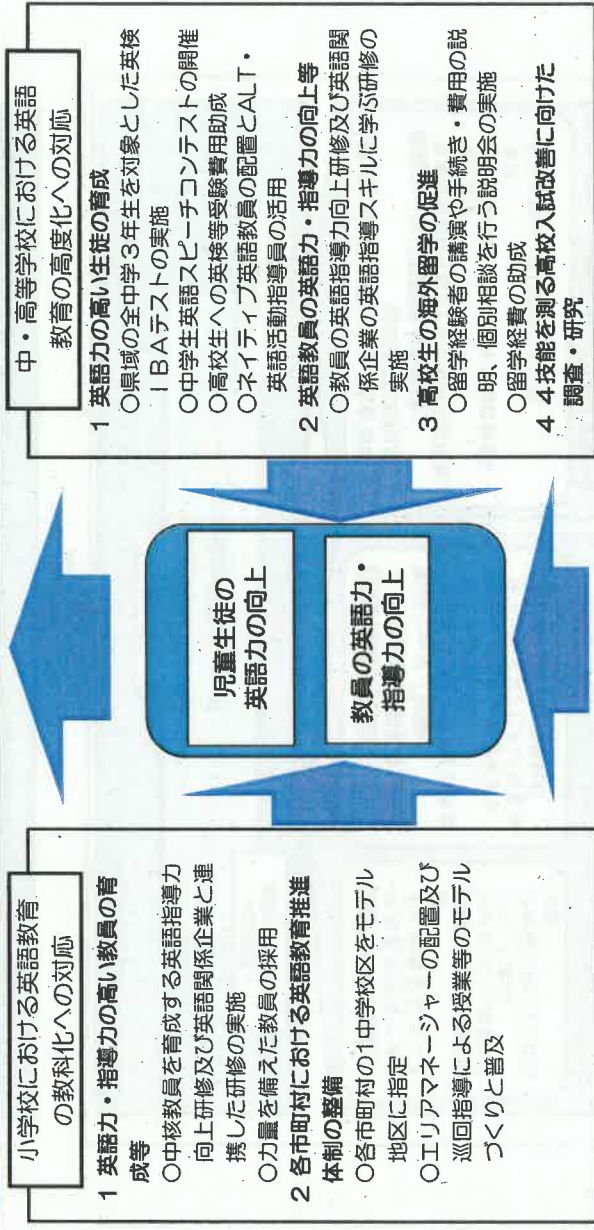 小学校における英語教育
の教科化への対応
1 英語力・指導力の高い教員の育
成等
○中核教員を育成する英語指導力
向上研修及び英語関係企業と連
携した研修の実施
○力量を備えた教員の採用
2 各市町村における英語教育推進
体制の整備
○各市町村の1中学校区をモデル
地区に指定
○エリアマネージャーの配置及び
巡回指導による授業等のモデル
づくりと普及
児童生徒の
英語力の向上
教員の英語力・
指導力の向上
中・高等学校における英語
教育の高度化への対応
1 英語力の高い生徒の育成
○県域の全中学3年生を対象とした英検
IBAテストの実施
○中学生英語スピーチコンテストの開催
○高校生への英検等受験費用助成
○ネイティブ英語教員の配置とALT・
英語活動指導員の活用
2 英語教員の英語力・指導力の向上等
○教員の英語指導力向上研修及び英語関
係企業の英語指導スキルに学ぶ研修の
実施
3 高校生の海外留学の促進
○留学経験者の講演や手続き・費用の説
明、個別相談を行う説明会の実施
○留学経費の助成
4 4技能を測る高校入試改善に向けた
調査・研究